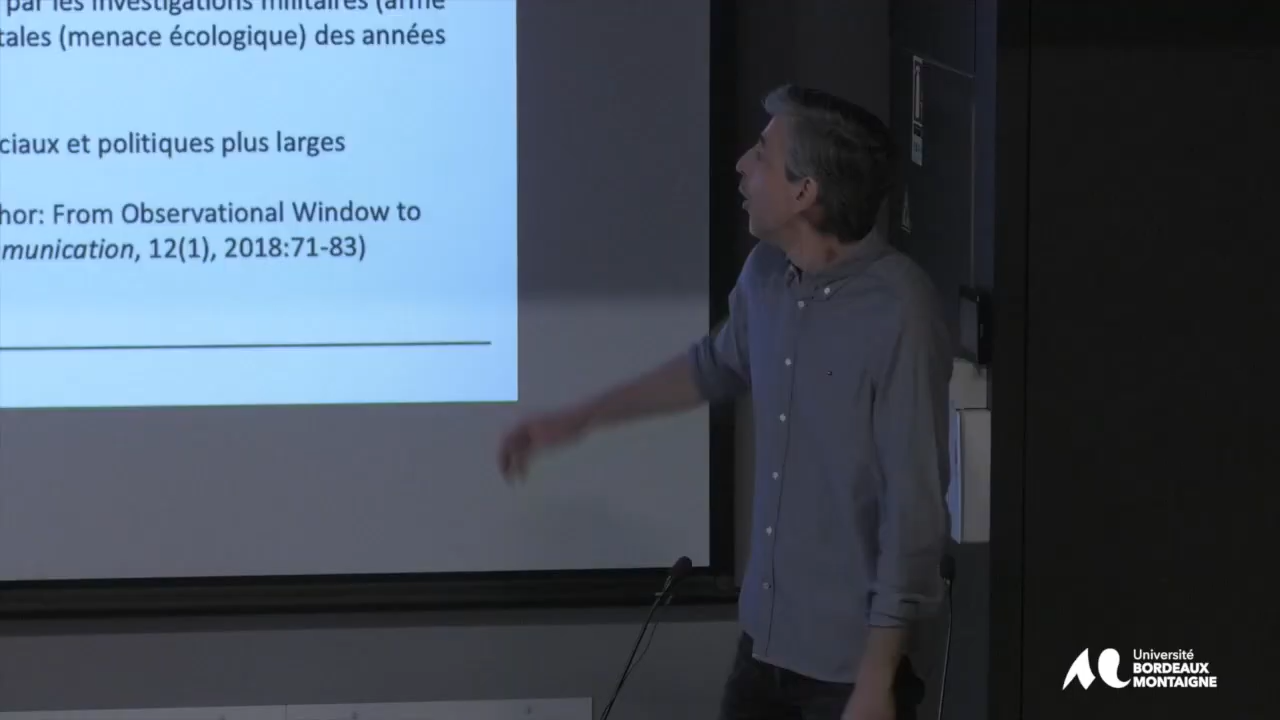 par les investigations militaires (arme
tales (menace écologique) des années
ciaux et politiques plus larges
hor: From Observational Window to
munication, 12(1), 2018:71-83)
Université
BORDEAUX
MONTAIGNE